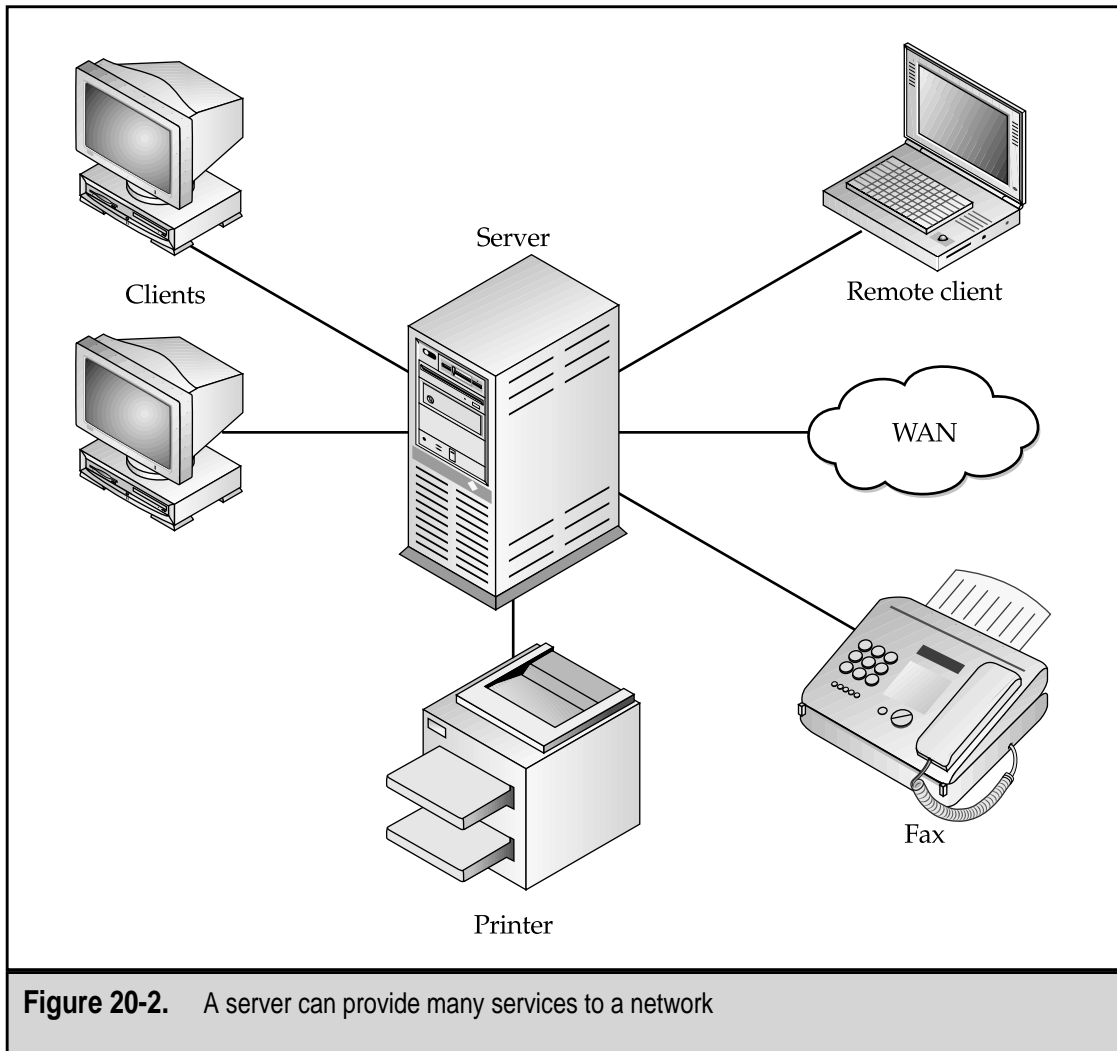 Server
Clients
Remote client
WAN
Fax
Printer
Figure 20-2. A server can provide many services to a network